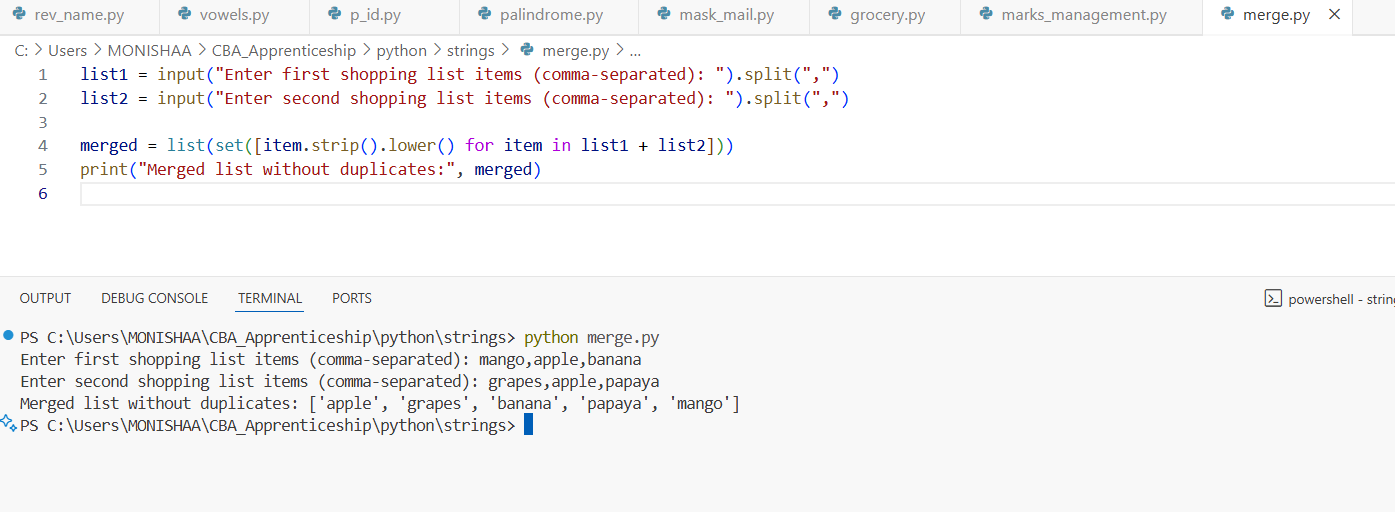 rev_name.py vowels.py p_id.py palindrome.py mask_mail.py grocery.py marks_management.py merge.py
C: > Users > MONISHAA > CBA_Apprenticeship > python > strings > merge.py > ...
1 list1 = input("Enter first shopping list items (comma-separated): ").split(",")
2 list2 = input("Enter second shopping list items (comma-separated): ").split(",")
3
4 merged = list(set([item.strip().lower() for item in list1 + list2]))
5 print("Merged list without duplicates:", merged)
6
OUTPUT DEBUG CONSOLE TERMINAL PORTS powershell - string
PS C:\Users\MONISHAA\CBA_Apprenticeship\python\strings> python merge.py
Enter first shopping list items (comma-separated): mango,apple,banana
Enter second shopping list items (comma-separated): grapes,apple,papaya
Merged list without duplicates: ['apple', 'grapes', 'banana', 'papaya', 'mango']
PS C:\Users\MONISHAA\CBA_Apprenticeship\python\strings>